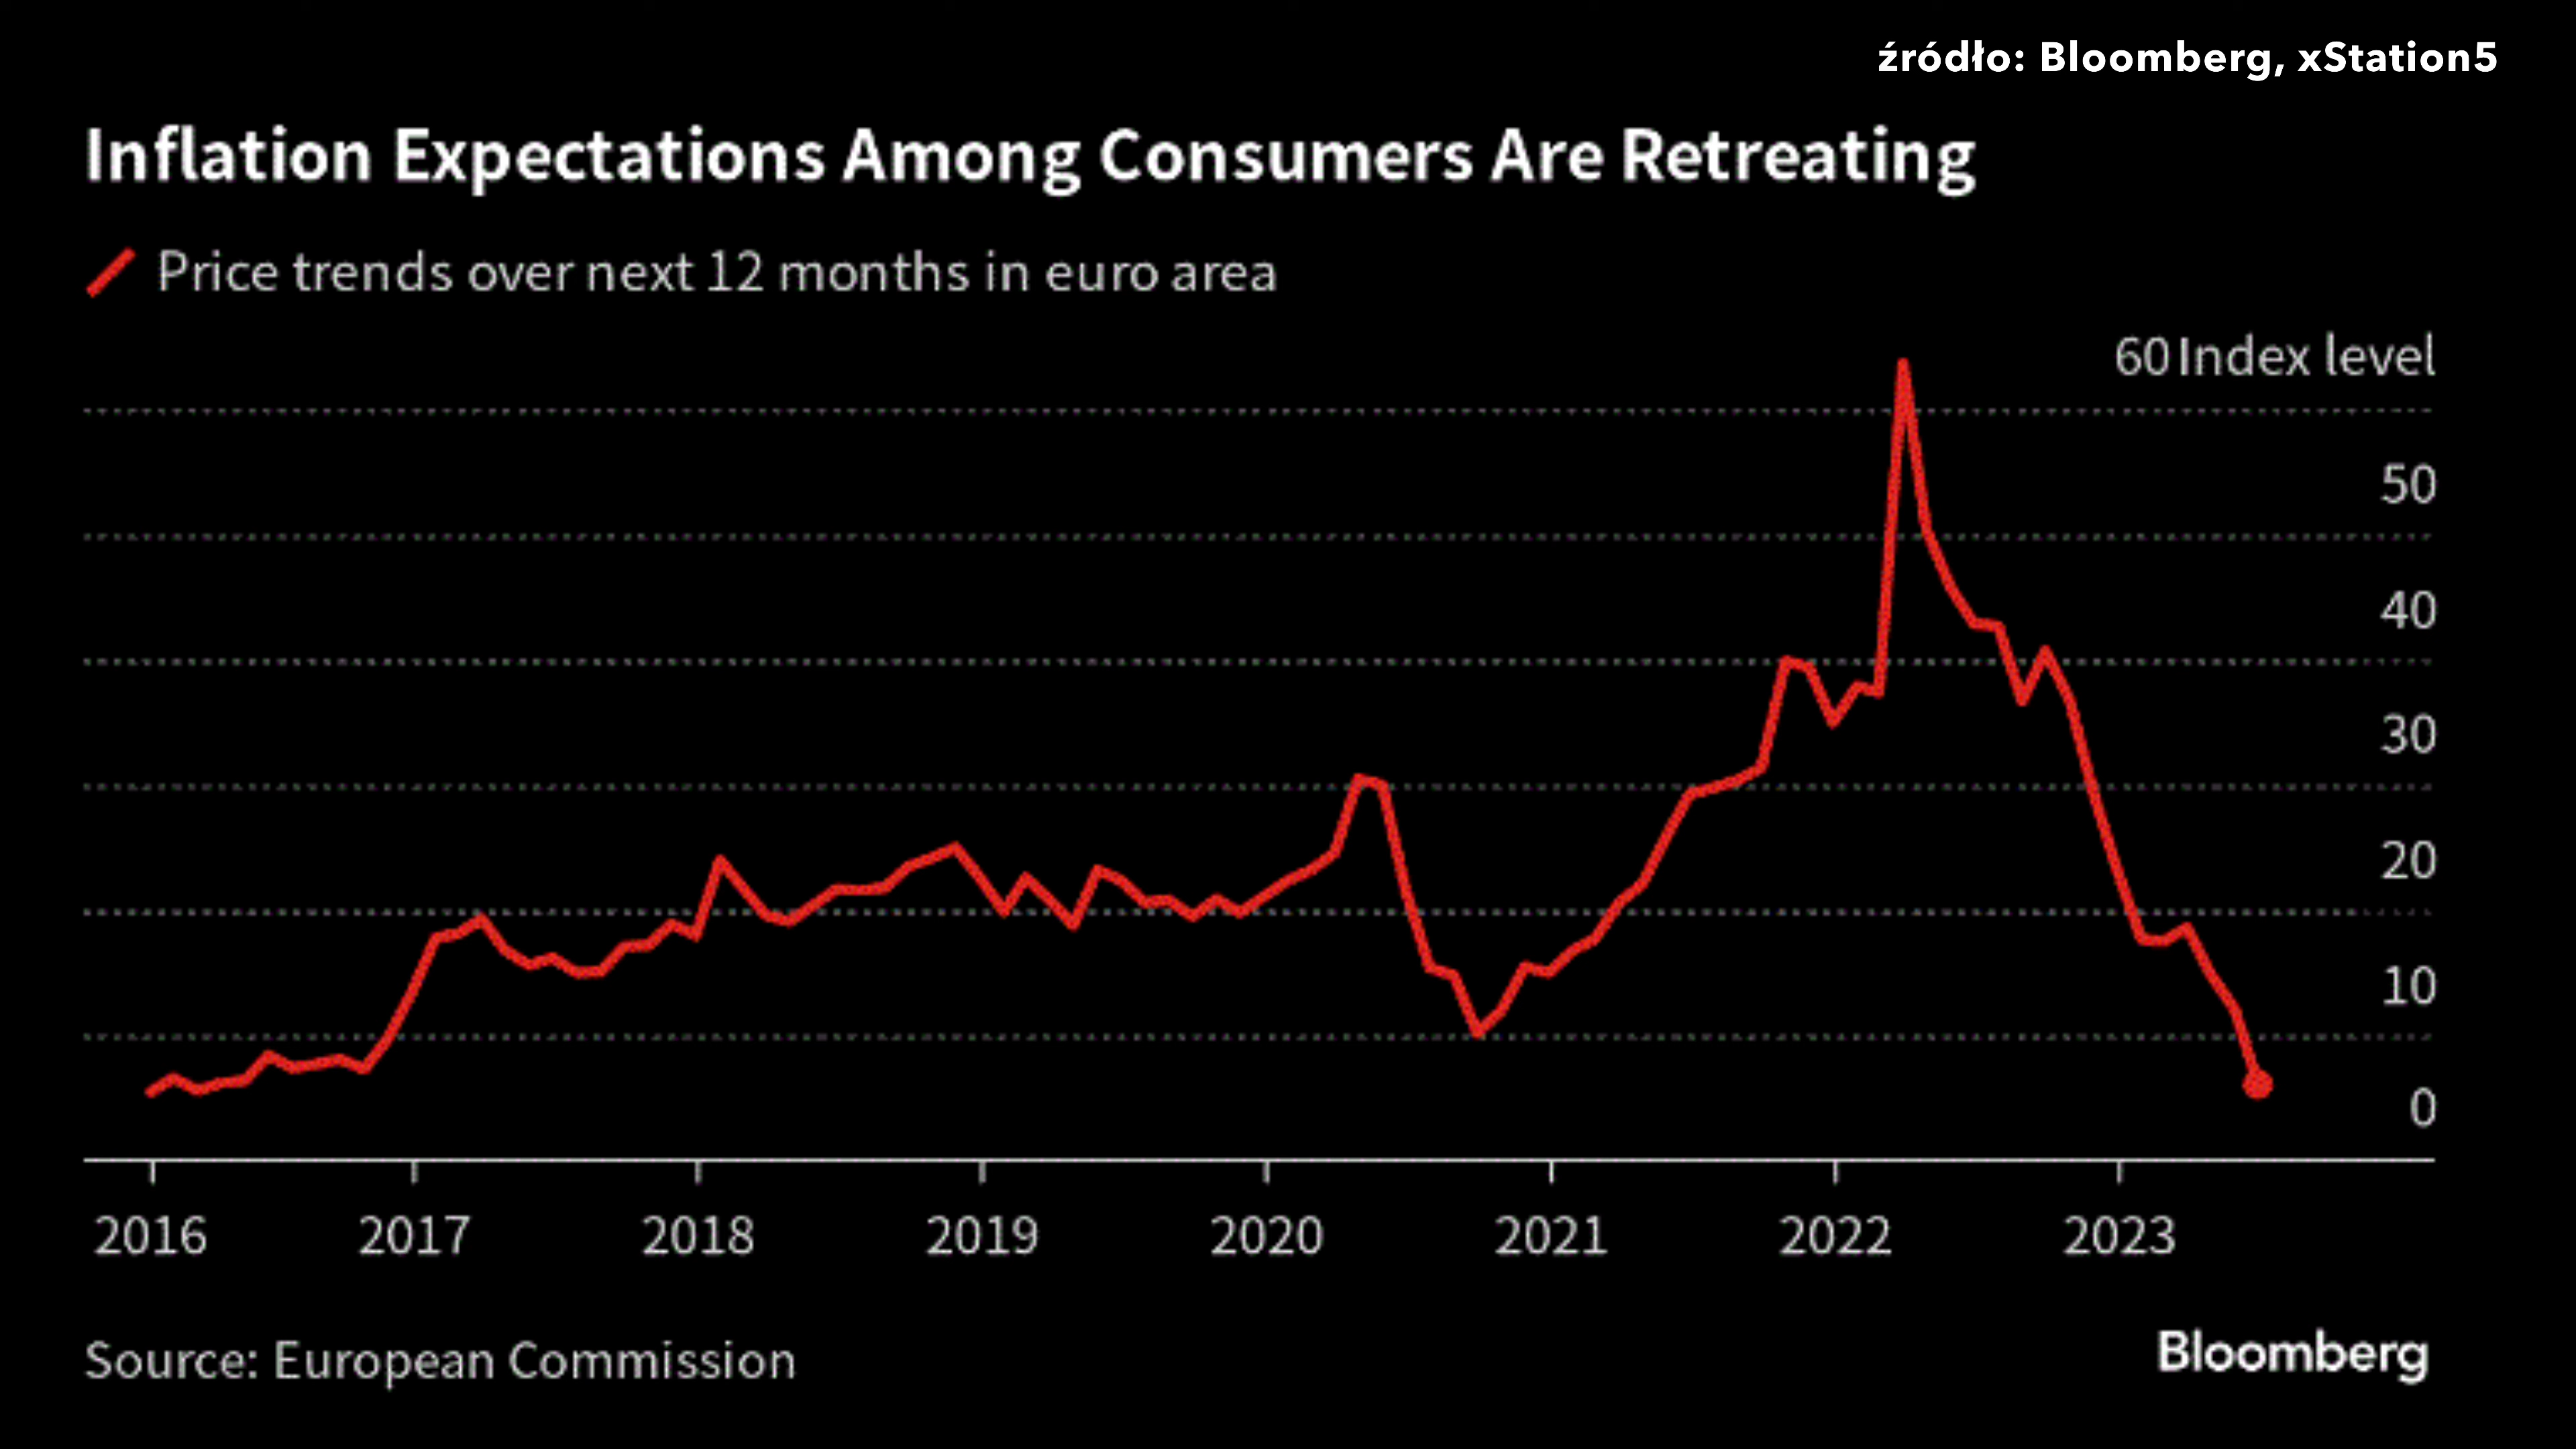 źródło: Bloomberg, xStation5
Inflation Expectations Among Consumers Are Retreating
Price trends over next 12 months in euro area
60 Index level
50
40
30
20
10
0
2016 2017 2018 2019 2020 2021 2022 2023
Source: European Commission
Bloomberg